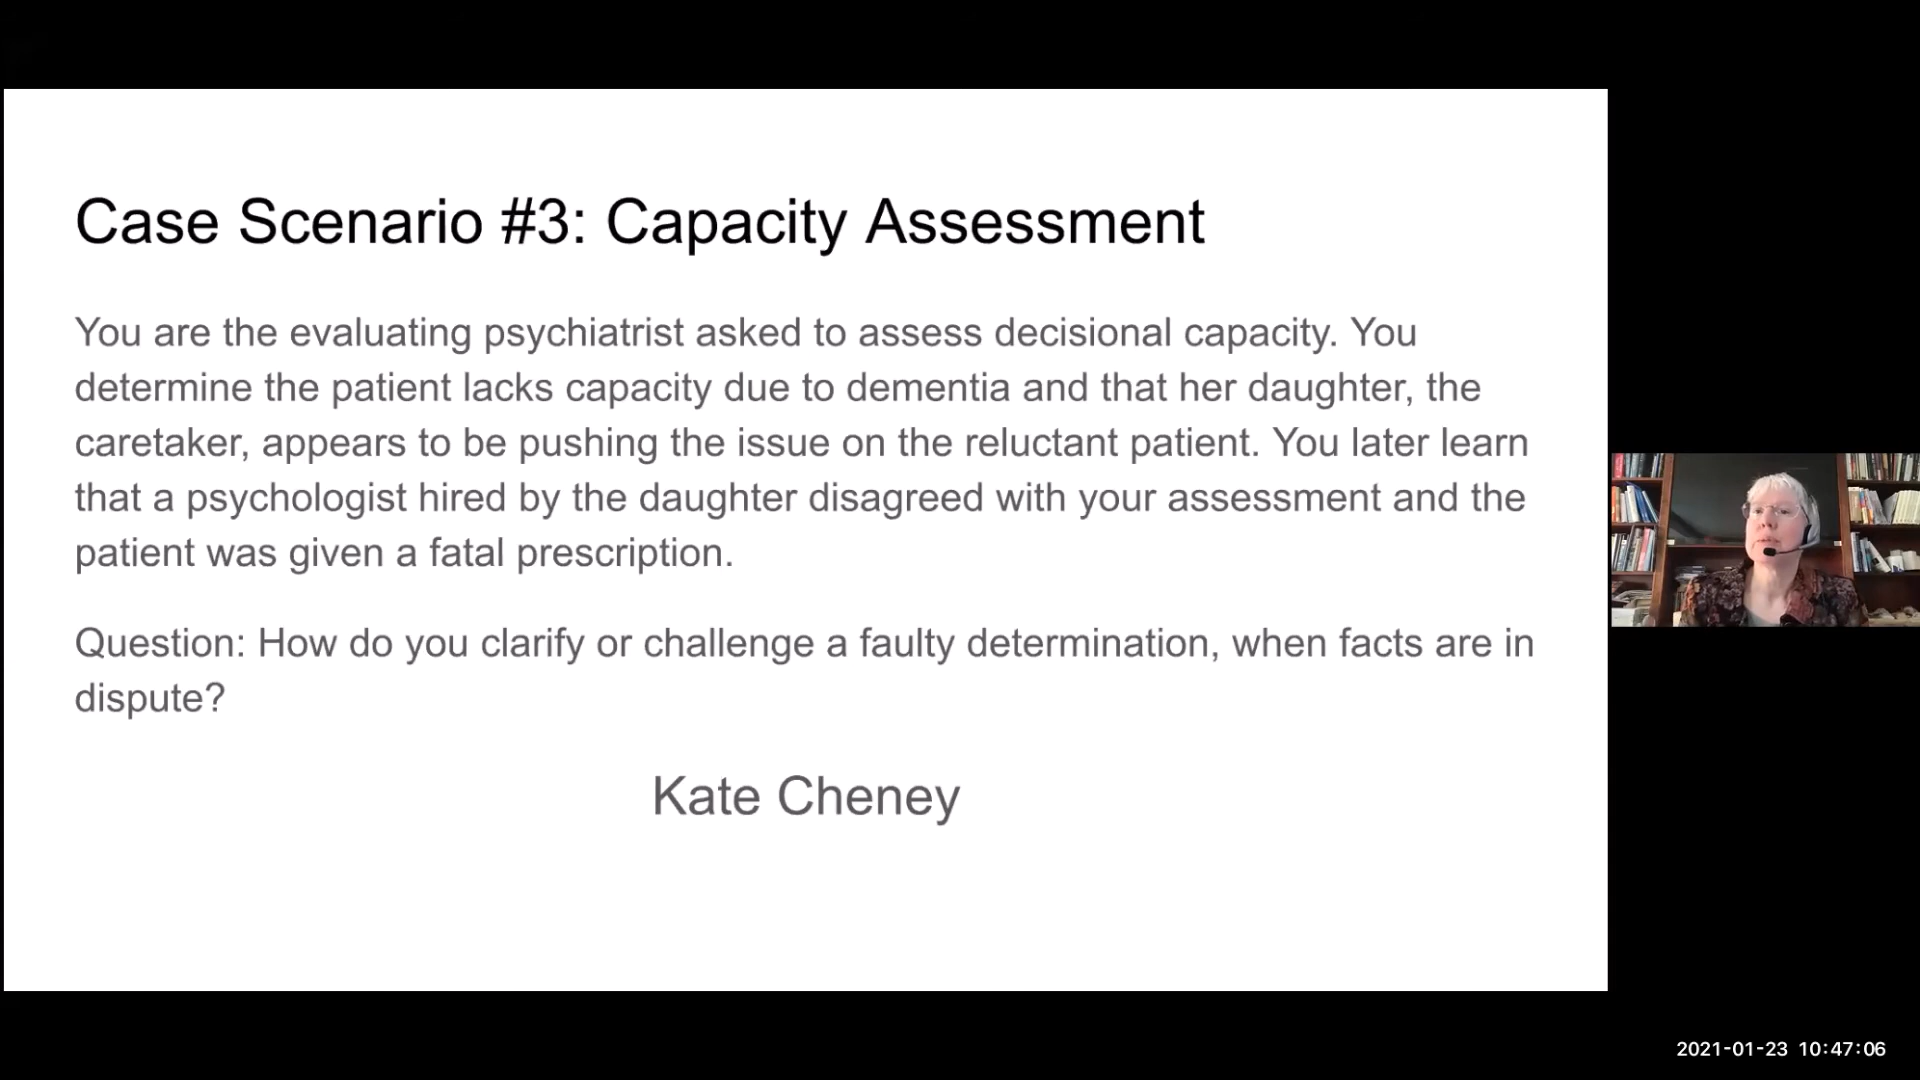 Case Scenario #3: Capacity Assessment
You are the evaluating psychiatrist asked to assess decisional capacity. You
determine the patient lacks capacity due to dementia and that her daughter, the
caretaker, appears to be pushing the issue on the reluctant patient. You later learn
that a psychologist hired by the daughter disagreed with your assessment and the
patient was given a fatal prescription.
Question: How do you clarify or challenge a faulty determination, when facts are in
dispute?
Kate Cheney
2021-01-23 10:47:06